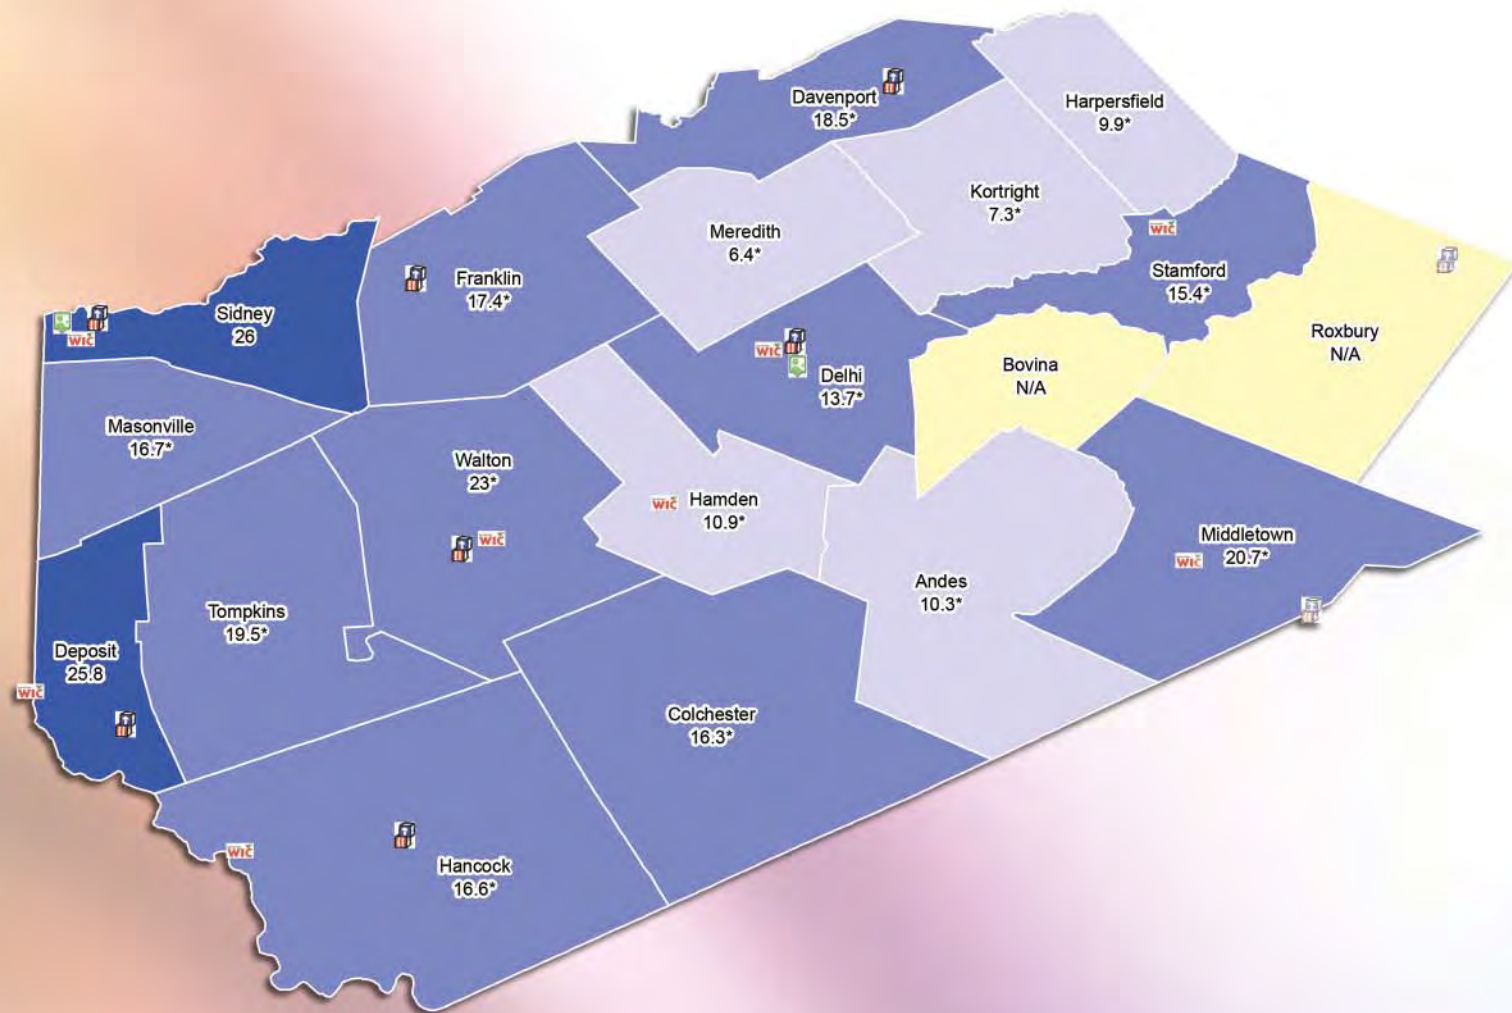 Davenport
18.5*
Harpersfield
9.9*
Kortright
7.3*
Meredith
6.4*
WIC
Stamford
15.4*
Franklin
17.4*
Sidney
26
WIC
Roxbury
N/A
WIC
Delhi
13.7*
Bovina
N/A
Masonville
16.7*
Walton
23*
WIC
WIC
Hamden
10.9*
Middletown
20.7*
WIC
Andes
10.3*
Tompkins
19.5*
Deposit
25.8
WIC
Colchester
16.3*
WIC
Hancock
16.6*